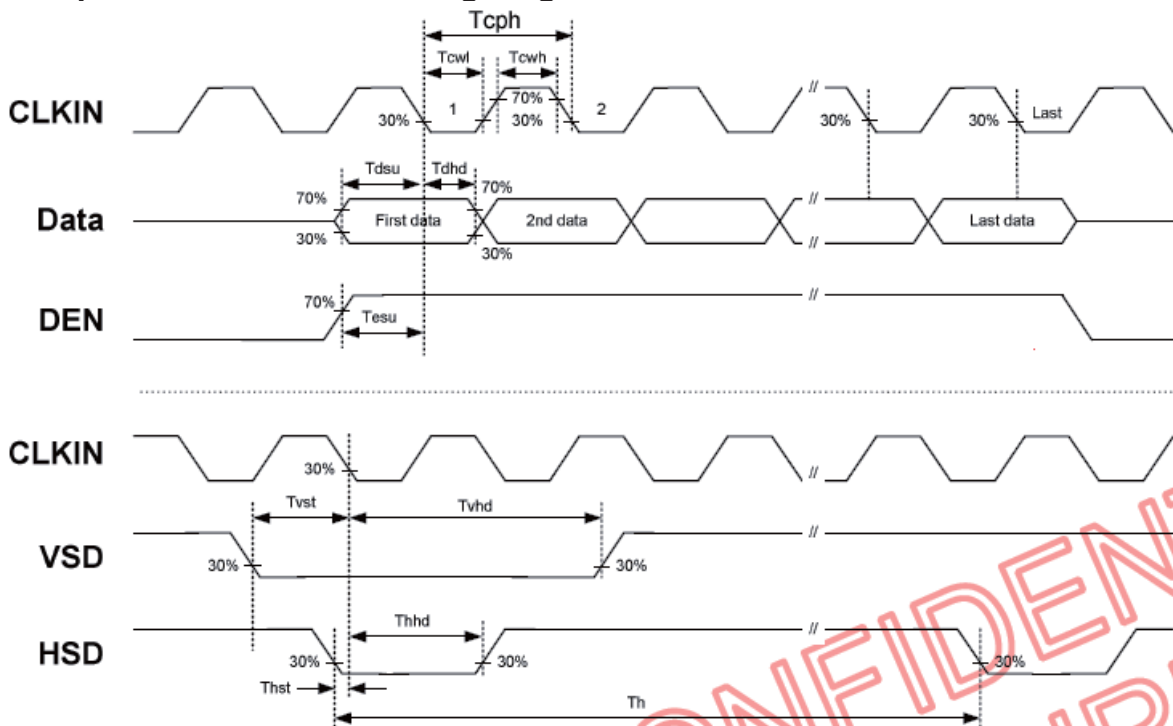 Tcph
Tcwl
Tcwh
CLKIN
30%
1
70%
30%
2
//
30%
30%
Last
Tdsu
Tdhd
70%
70%
Data
First data
2nd data
//
//
Last data
30%
30%
70%
//
DEN
Tesu
CLKIN
30%
//
Tvst
Tvhd
//
VSD
30%
30%
Thhd
//
HSD
30%
30%
30%
Thst
Th
CONFIDENT